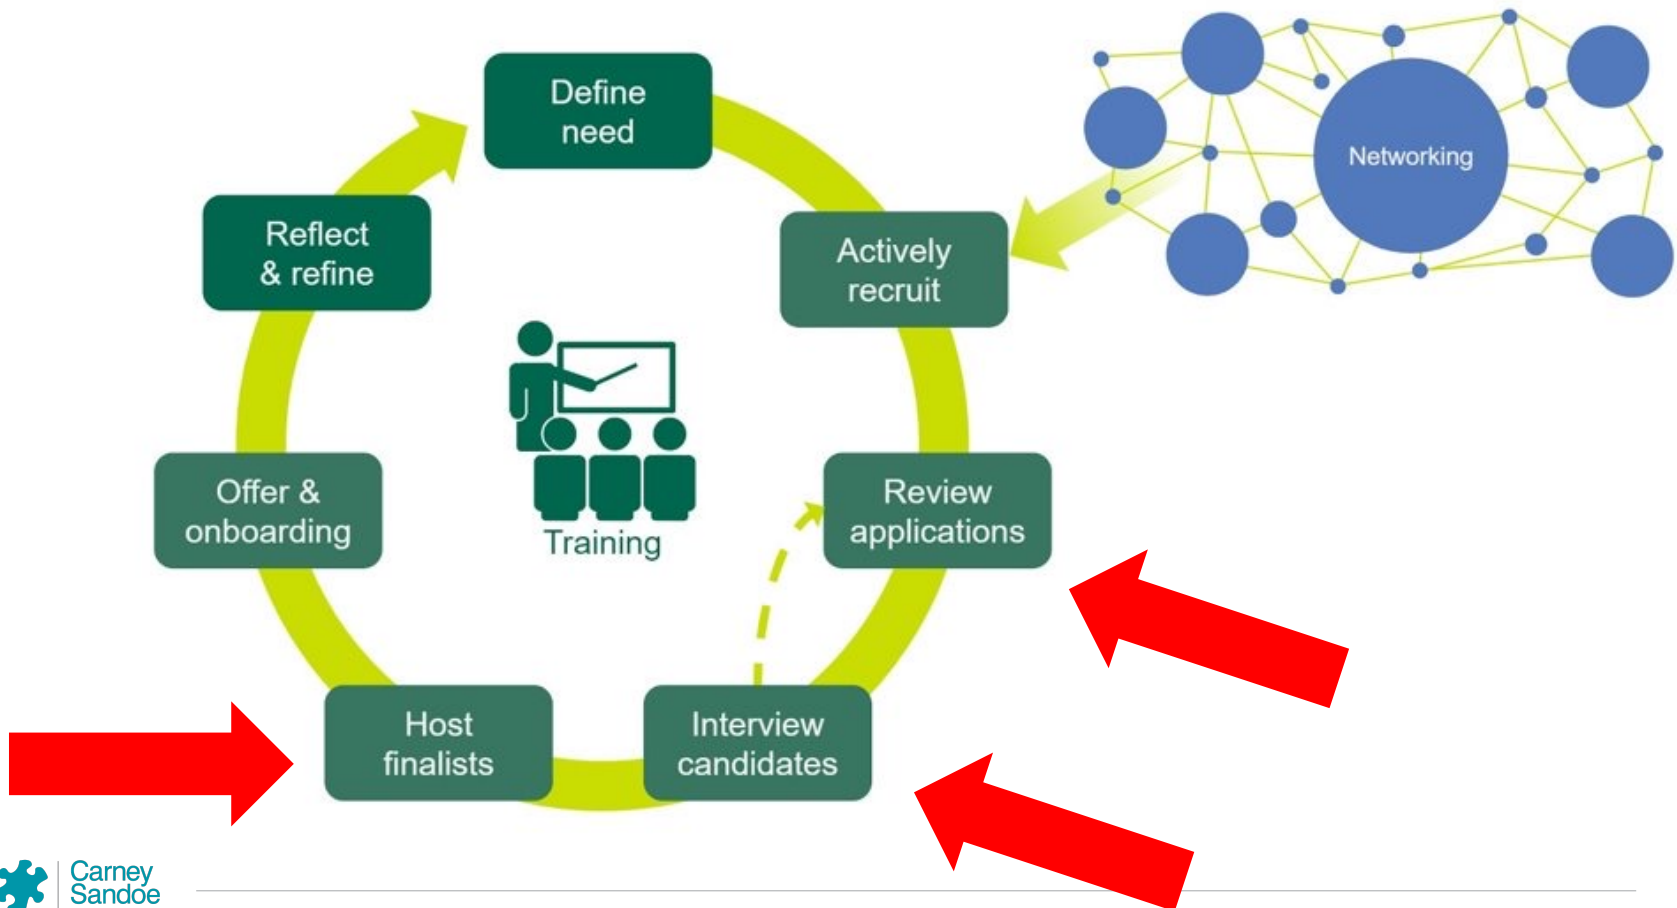 Define
need
Networking
Actively
recruit
Reflect
& refine
Review
applications
Offer &
onboarding
Training
Interview
candidates
Host
finalists
Carney
Sandoe